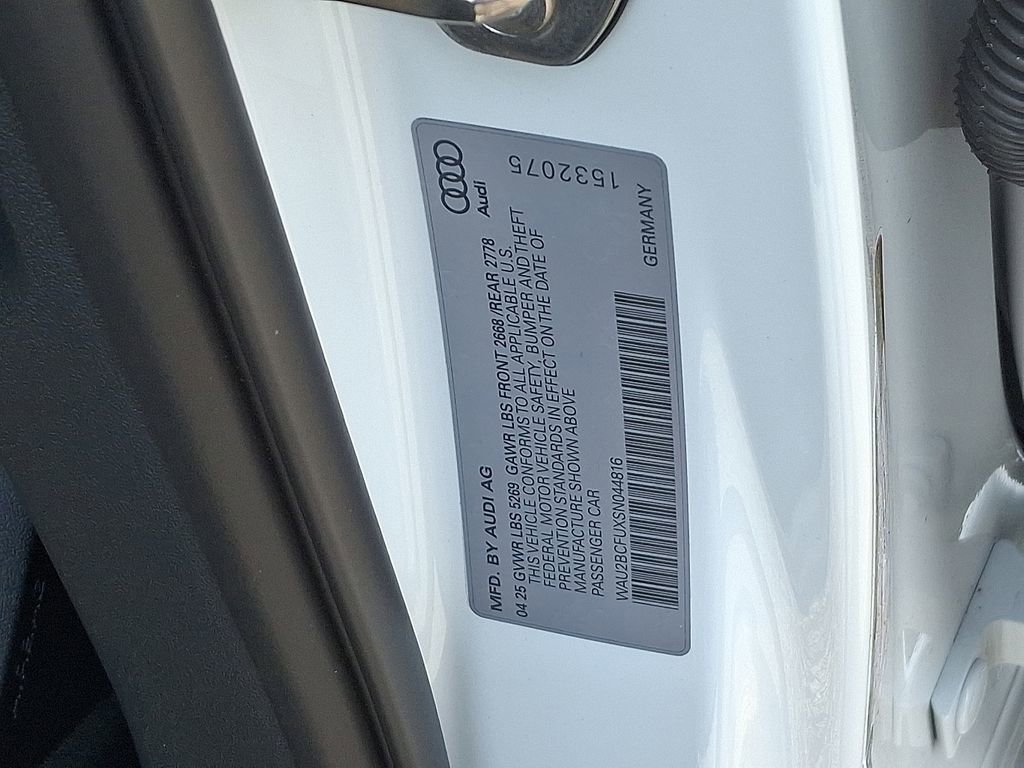 MFD. BY AUDI AG
Audi
04 25 GVWR LBS 5269 GAWR LBS FRONT 2668 /REAR 2778
THIS VEHICLE CONFORMS TO ALL APPLICABLE U.S.
FEDERAL MOTOR VEHICLE SAFETY, BUMPER AND THEFT
PREVENTION STANDARDS IN EFFECT ON THE DATE OF
MANUFACTURE SHOWN ABOVE
PASSENGER CAR
WAU2BCFUXSN044816
GERMANY
1532075